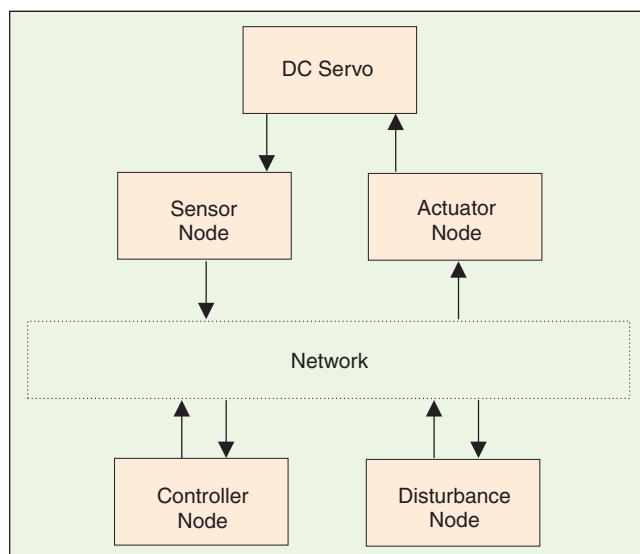 DC Servo
Sensor
Node
Actuator
Node
Network
Controller
Node
Disturbance
Node